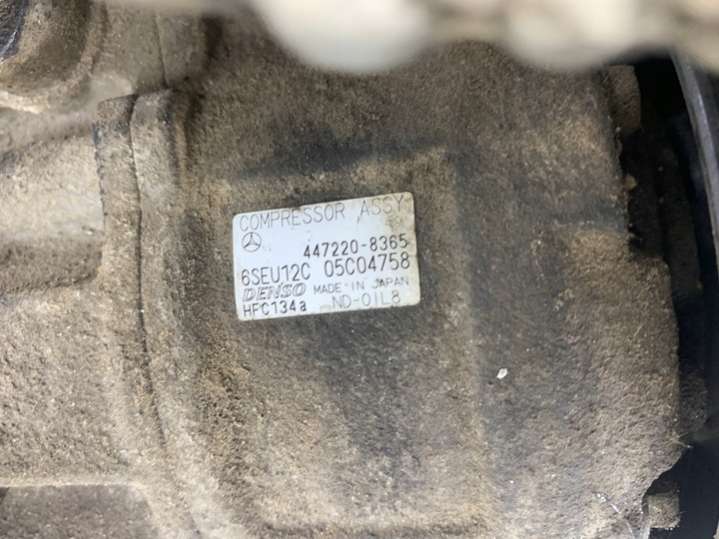 COMPRESSOR ASSY
447220-8365
6SEU12C 05C04758
DENSO MADE IN JAPAN
HFC134a ND-OIL8